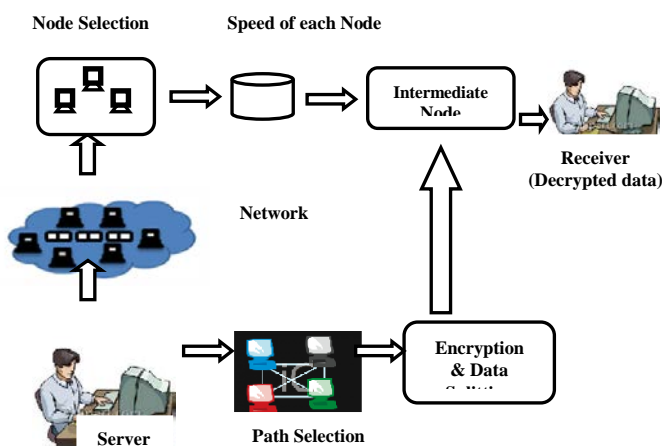 Node Selection
Speed of each Node
Intermediate
Node
Receiver
(Decrypted data)
Network
Encryption
& Data
Server
Path Selection